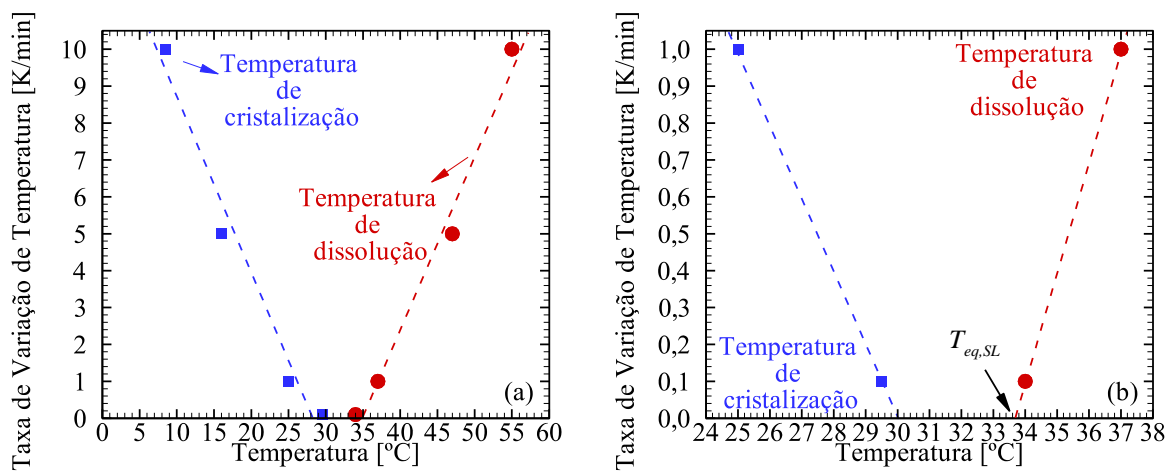 Taxa de Variação de Temperatura [K/min]
10
9
8
7
6
5
4
3
2
1
0
Temperatura
de
cristalização
Temperatura
de
dissolução
(a)
0 5 10 15 20 25 30 35 40 45 50 55 60
Temperatura [ºC]
Taxa de Variação de Temperatura [K/min]
1,0
0,9
0,8
0,7
0,6
0,5
0,4
0,3
0,2
0,1
0,0
Temperatura
de
dissolução
T eq,SL
Temperatura
de
cristalização
(b)
24 25 26 27 28 29 30 31 32 33 34 35 36 37 38
Temperatura [ºC]